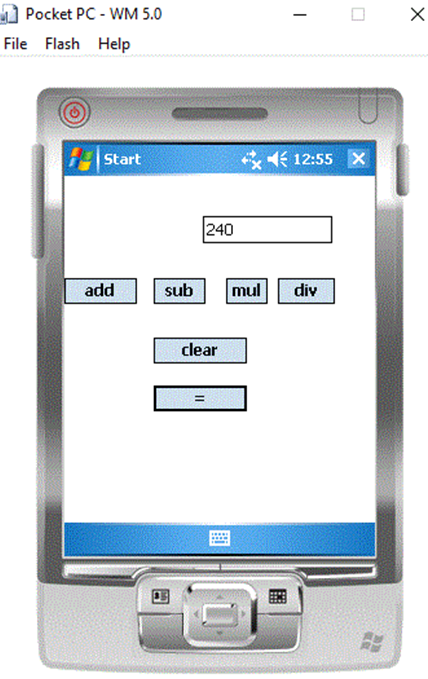 Pocket PC - WM 5.0
File Flash Help
Start 12:55
240
add sub mul div
clear
=